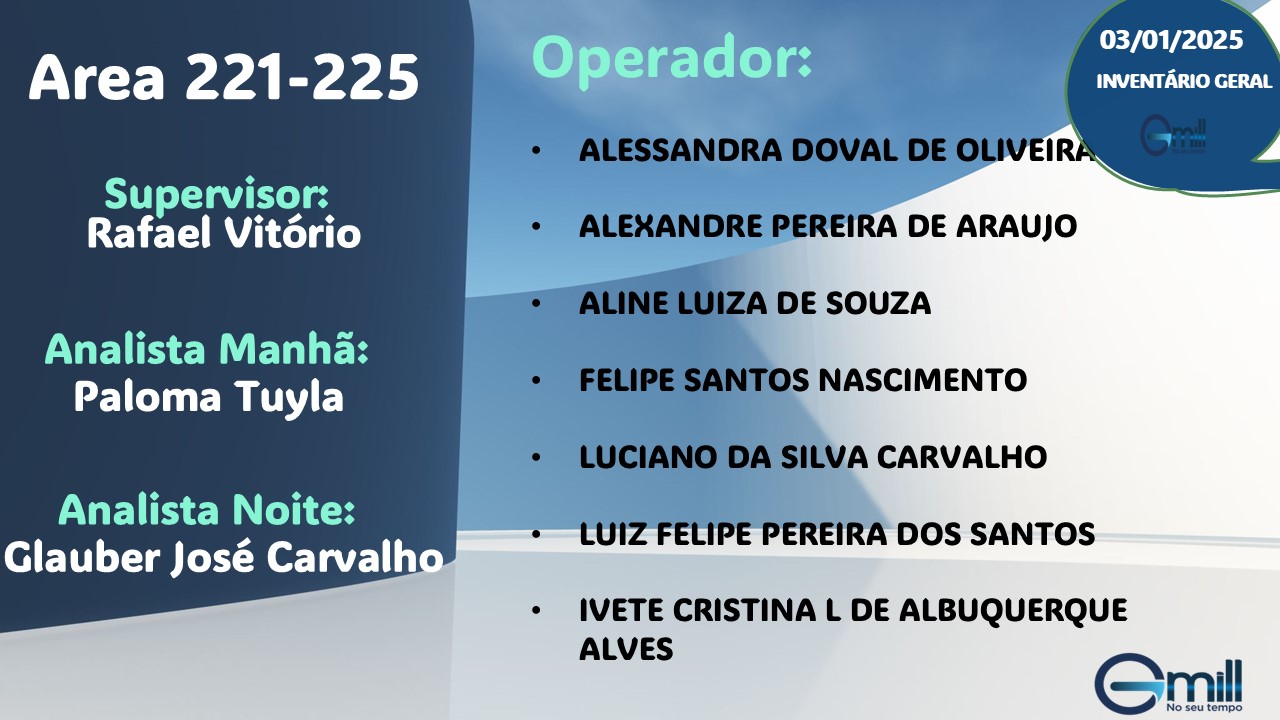 Area 221-225
Supervisor:
Rafael Vitório
Analista Manhã:
Paloma Tuyla
Analista Noite:
Glauber José Carvalho
Operador:
• ALESSANDRA DOVAL DE OLIVEIRA
• ALEXANDRE PEREIRA DE ARAUJO
• ALINE LUIZA DE SOUZA
• FELIPE SANTOS NASCIMENTO
• LUCIANO DA SILVA CARVALHO
• LUIZ FELIPE PEREIRA DOS SANTOS
• IVETE CRISTINA L DE ALBUQUERQUE
ALVES
03/01/2025
INVENTÁRIO GERAL
Gmill
Gmill
No seu tempo